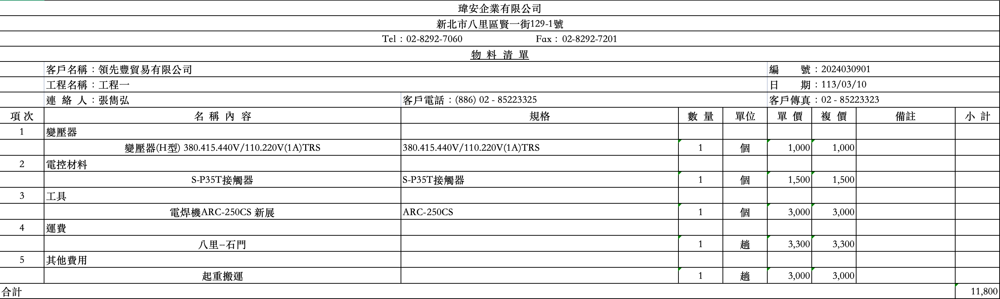 瑋安企業有限公司
新北市八里區賢一街129-1號
Tel：02-8292-7060 Fax：02-8292-7201
物 料 清 單
客戶名稱：領先豐貿易有限公司 編 號：2024030901
工程名稱：工程一 日 期：113/03/10
連 絡 人：張雋弘 客戶電話：(886) 02 - 85223325 客戶傳真：02 - 85223323
項 次 名 稱 內 容 規格 數 量 單位 單 價 複 價 備註 小 計
1 變壓器
變壓器(H型) 380.415.440V/110.220V(1A)TRS 380.415.440V/110.220V(1A)TRS 1 個 1,000 1,000
2 電控材料
S-P35T接觸器 S-P35T接觸器 1 個 1,500 1,500
3 工具
電焊機ARC-250CS 新展 ARC-250CS 1 個 3,000 3,000
4 運費
八里--石門 1 趟 3,300 3,300
5 其他費用
起重搬運 1 趟 3,000 3,000
合計 11,800